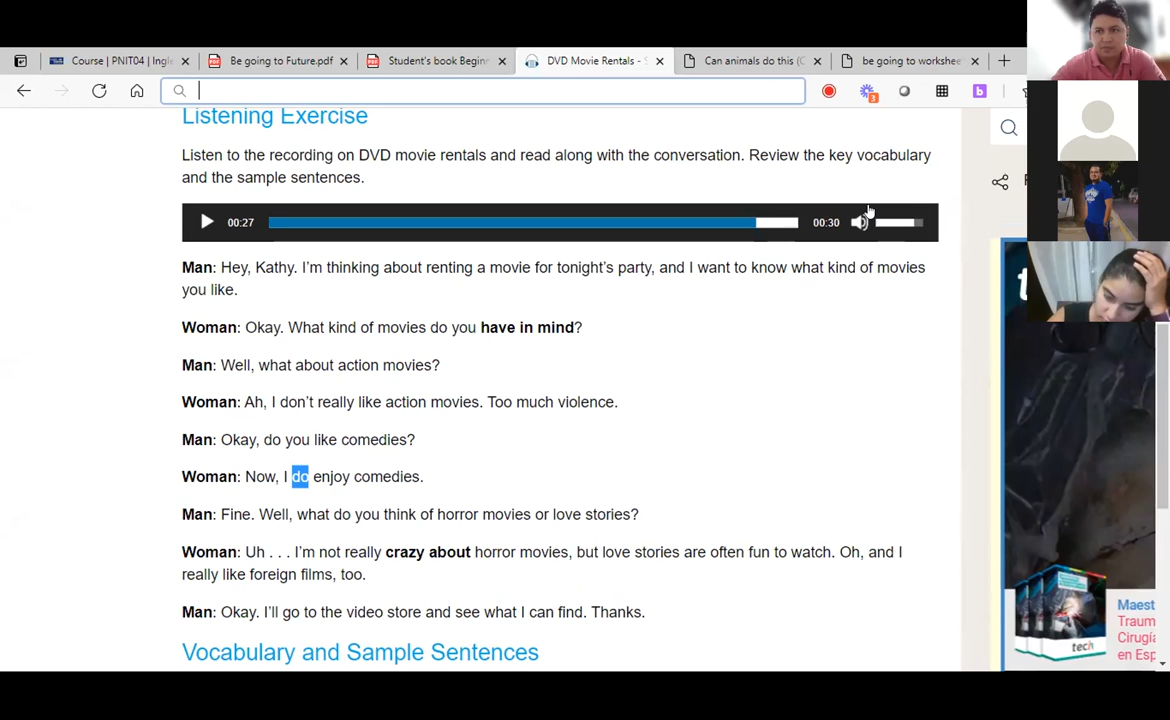 Course | PNIT04 | Ingle
Be going to Future.pdf
Student's book Beginn
DVD Movie Rentals - S
Can animals do this (C
be going to workshee
3
b
Listening Exercise
Listen to the recording on DVD movie rentals and read along with the conversation. Review the key vocabulary
and the sample sentences.
00:27
00:30
Man: Hey, Kathy. I'm thinking about renting a movie for tonight's party, and I want to know what kind of movies
you like.
Woman: Okay. What kind of movies do you have in mind?
Man: Well, what about action movies?
Woman: Ah, I don't really like action movies. Too much violence.
Man: Okay, do you like comedies?
Woman: Now, I do enjoy comedies.
Man: Fine. Well, what do you think of horror movies or love stories?
Woman: Uh . . . I'm not really crazy about horror movies, but love stories are often fun to watch. Oh, and I
really like foreign films, too.
Man: Okay. I'll go to the video store and see what I can find. Thanks.
Vocabulary and Sample Sentences
Maest
Traum
Cirugía
en Esp
tech